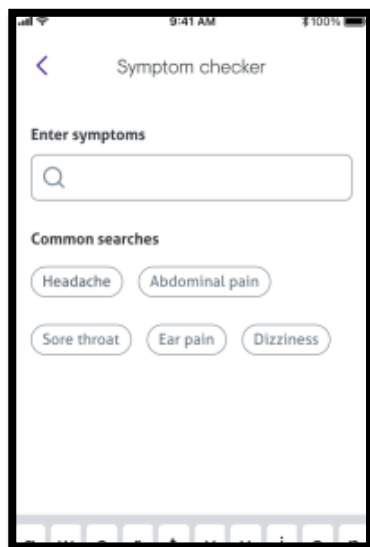 9:41 AM 100%
Symptom checker
Enter symptoms
Common searches
Headache Abdominal pain
Sore throat Ear pain Dizziness